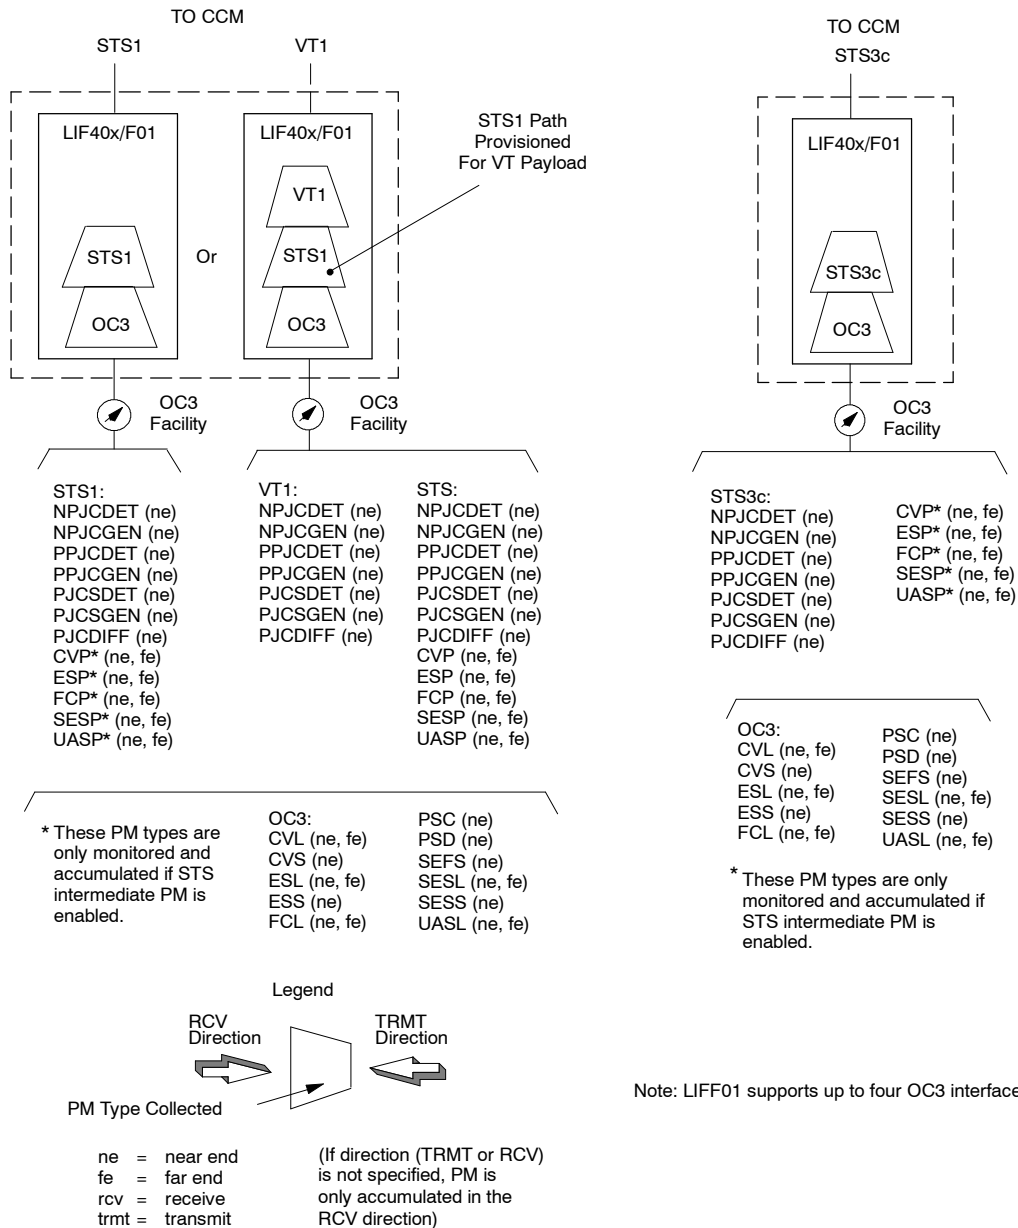 TO CCM
STS1
VT1
LIF40x/F01
STS1
OC3
Or
LIF40x/F01
VT1
STS1
OC3
STS1 Path
Provisioned
For VT Payload
OC3
Facility
OC3
Facility
STS1:
NPJCDET (ne)
NPJCGEN (ne)
PPJCDET (ne)
PPJCGEN (ne)
PJCSDET (ne)
PJCSGEN (ne)
PJCDIFF (ne)
CVP* (ne, fe)
ESP* (ne, fe)
FCP* (ne, fe)
SESP* (ne, fe)
UASP* (ne, fe)
VT1:
NPJCDET (ne)
NPJCGEN (ne)
PPJCDET (ne)
PPJCGEN (ne)
PJCSDET (ne)
PJCSGEN (ne)
PJCDIFF (ne)
STS:
NPJCDET (ne)
NPJCGEN (ne)
PPJCDET (ne)
PPJCGEN (ne)
PJCSDET (ne)
PJCSGEN (ne)
PJCDIFF (ne)
CVP (ne, fe)
ESP (ne, fe)
FCP (ne, fe)
SESP (ne, fe)
UASP (ne, fe)
* These PM types are
only monitored and
accumulated if STS
intermediate PM is
enabled.
OC3:
CVL (ne, fe)
CVS (ne)
ESL (ne, fe)
ESS (ne)
FCL (ne, fe)
PSC (ne)
PSD (ne)
SEFS (ne)
SESL (ne, fe)
SESS (ne)
UASL (ne, fe)
TO CCM
STS3c
LIF40x/F01
STS3c
OC3
OC3
Facility
STS3c:
NPJCDET (ne)
NPJCGEN (ne)
PPJCDET (ne)
PPJCGEN (ne)
PJCSDET (ne)
PJCSGEN (ne)
PJCDIFF (ne)
CVP* (ne, fe)
ESP* (ne, fe)
FCP* (ne, fe)
SESP* (ne, fe)
UASP* (ne, fe)
OC3:
CVL (ne, fe)
CVS (ne)
ESL (ne, fe)
ESS (ne)
FCL (ne, fe)
PSC (ne)
PSD (ne)
SEFS (ne)
SESL (ne, fe)
SESS (ne)
UASL (ne, fe)
* These PM types are only
monitored and accumulated if
STS intermediate PM is
enabled.
Legend
RCV
Direction
TRMT
Direction
PM Type Collected
ne = near end
fe = far end
rcv = receive
trmt = transmit
(If direction (TRMT or RCV)
is not specified, PM is
only accumulated in the
RCV direction)
Note: LIFF01 supports up to four OC3 interface